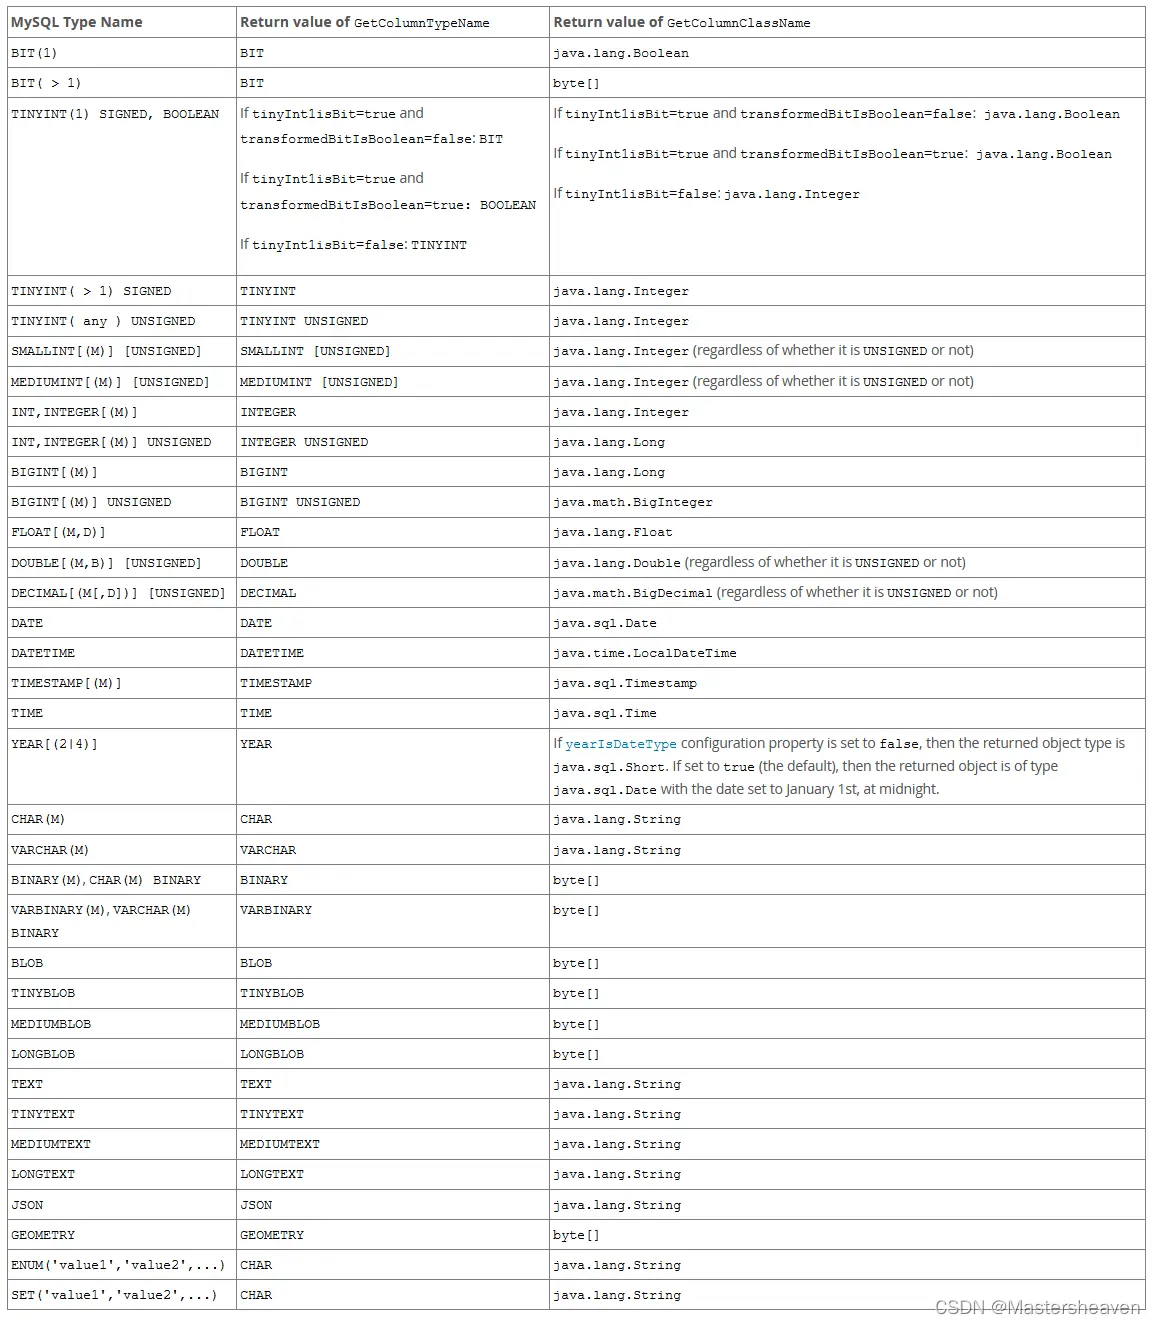 MySQL Type Name Return value of GetColumnTypeName Return value of GetColumnClassName
BIT(1) BIT java.lang.Boolean
BIT( > 1) BIT byte[]
TINYINT(1) SIGNED, BOOLEAN If tinyInt1isBit=true and If tinyInt1isBit=true and transformedBitIsBoolean=false: java.lang.Boolean
transformedBitIsBoolean=false: BIT
If tinyInt1isBit=true and transformedBitIsBoolean=true: java.lang.Boolean
If tinyInt1isBit=true and
transformedBitIsBoolean=true: BOOLEAN
If tinyInt1isBit=false: java.lang.Integer
If tinyInt1isBit=false: TINYINT
TINYINT( > 1) SIGNED TINYINT java.lang.Integer
TINYINT( any ) UNSIGNED TINYINT UNSIGNED java.lang.Integer
SMALLINT[(M)] [UNSIGNED] SMALLINT [UNSIGNED] java.lang.Integer (regardless of whether it is UNSIGNED or not)
MEDIUMINT[(M)] [UNSIGNED] MEDIUMINT [UNSIGNED] java.lang.Integer (regardless of whether it is UNSIGNED or not)
INT,INTEGER[(M)] INTEGER java.lang.Integer
INT,INTEGER[(M)] UNSIGNED INTEGER UNSIGNED java.lang.Long
BIGINT[(M)] BIGINT java.lang.Long
BIGINT[(M)] UNSIGNED BIGINT UNSIGNED java.math.BigInteger
FLOAT[(M,D)] FLOAT java.lang.Float
DOUBLE[(M,B)] [UNSIGNED] DOUBLE java.lang.Double (regardless of whether it is UNSIGNED or not)
DECIMAL[(M[,D])] [UNSIGNED] DECIMAL java.math.BigDecimal (regardless of whether it is UNSIGNED or not)
DATE DATE java.sql.Date
DATETIME DATETIME java.time.LocalDateTime
TIMESTAMP[(M)] TIMESTAMP java.sql.Timestamp
TIME TIME java.sql.Time
YEAR[(2|4)] YEAR If yearIsDateType configuration property is set to false, then the returned object type is
java.sql.Short. If set to true (the default), then the returned object is of type
java.sql.Date with the date set to January 1st, at midnight.
CHAR(M) CHAR java.lang.String
VARCHAR(M) VARCHAR java.lang.String
BINARY(M),CHAR(M) BINARY BINARY byte[]
VARBINARY(M),VARCHAR(M) VARBINARY byte[]
BINARY
BLOB BLOB byte[]
TINYBLOB TINYBLOB byte[]
MEDIUMBLOB MEDIUMBLOB byte[]
LONGBLOB LONGBLOB byte[]
TEXT TEXT java.lang.String
TINYTEXT TINYTEXT java.lang.String
MEDIUMTEXT MEDIUMTEXT java.lang.String
LONGTEXT LONGTEXT java.lang.String
JSON JSON java.lang.String
GEOMETRY GEOMETRY byte[]
ENUM('value1','value2',...) CHAR java.lang.String
SET('value1','value2',...) CHAR java.lang.String
CSDN @Mastersheaven